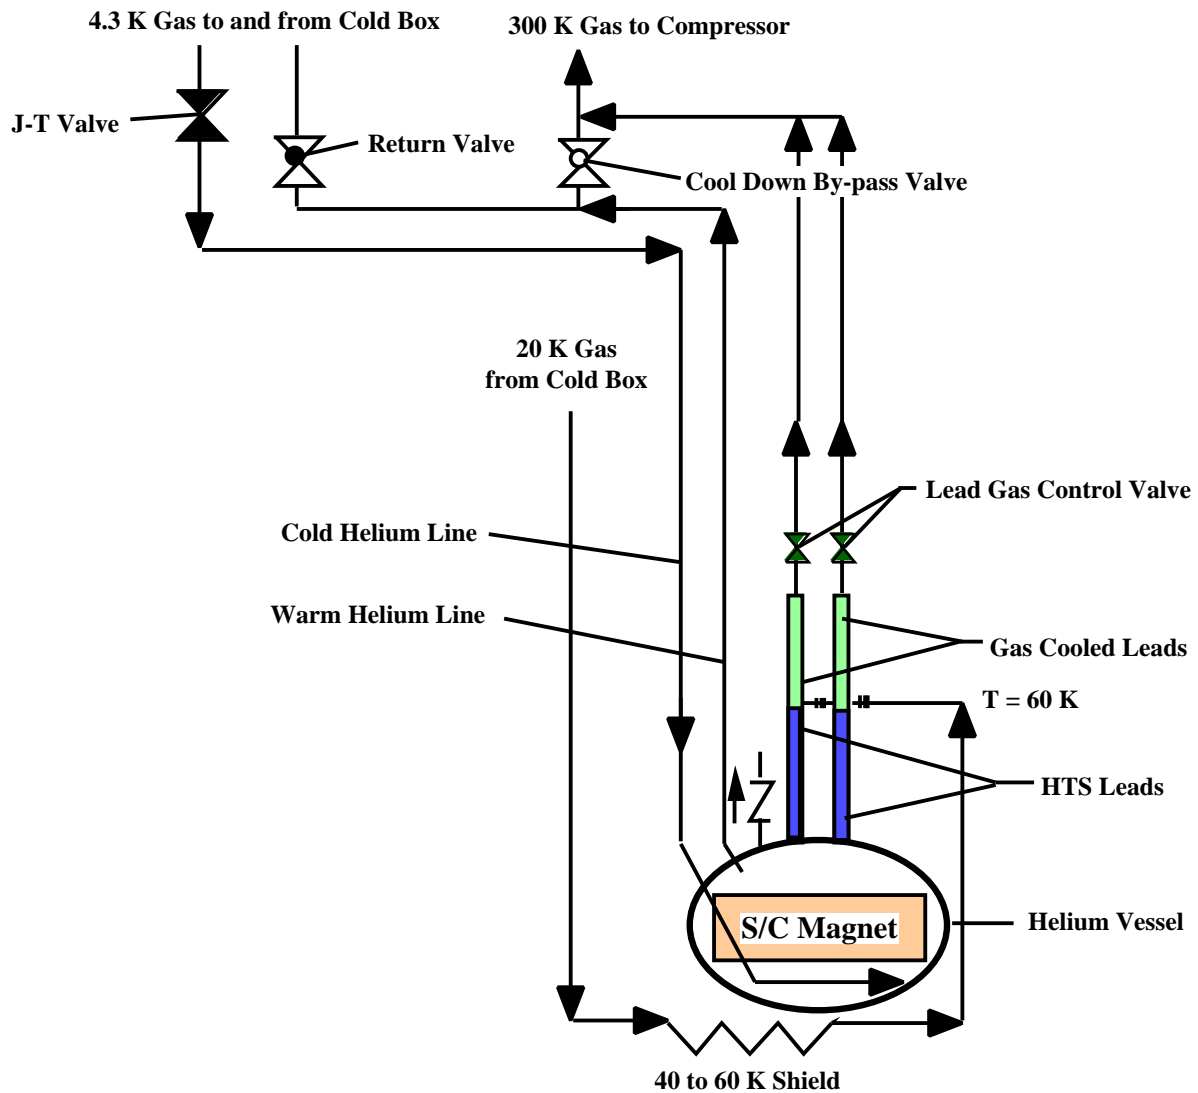 4.3 K Gas to and from Cold Box
300 K Gas to Compressor
J-T Valve
Return Valve
Cool Down By-pass Valve
20 K Gas
from Cold Box
Lead Gas Control Valve
Cold Helium Line
Warm Helium Line
Gas Cooled Leads
T = 60 K
HTS Leads
S/C Magnet
Helium Vessel
40 to 60 K Shield